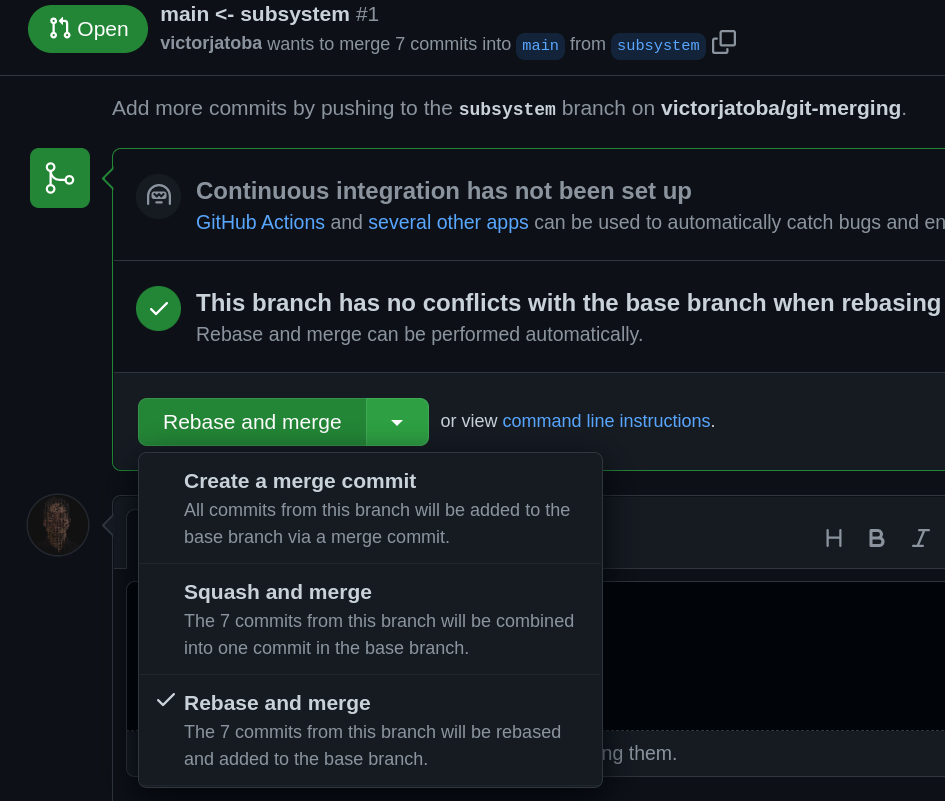 main <- subsystem #1
Open
victorjatoba wants to merge 7 commits into main from subsystem
Add more commits by pushing to the subsystem branch on victorjatoba/git-merging.
Continuous integration has not been set up
GitHub Actions and several other apps can be used to automatically catch bugs and en
This branch has no conflicts with the base branch when rebasing
Rebase and merge can be performed automatically.
Rebase and merge or view command line instructions.
Create a merge commit
All commits from this branch will be added to the
base branch via a merge commit.
H B I
Squash and merge
The 7 commits from this branch will be combined
into one commit in the base branch.
Rebase and merge
The 7 commits from this branch will be rebased
and added to the base branch.
ng them.